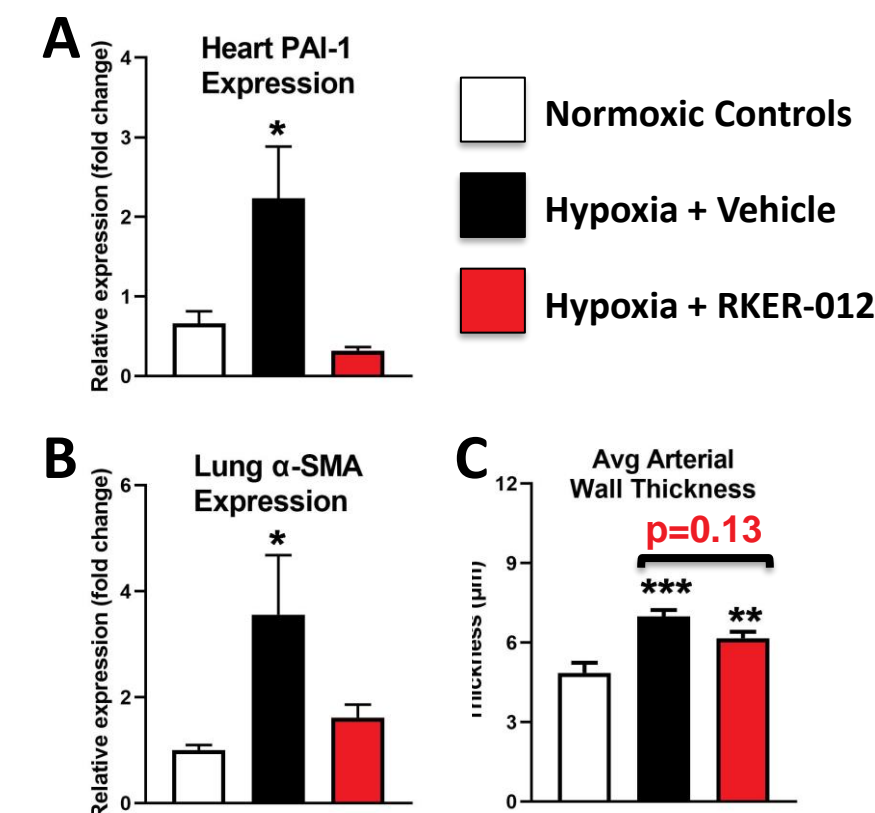 A
Heart PAI-1
Expression
Relative expression (fold change)
4
3
2
1
0
*
Normoxic Controls
Hypoxia + Vehicle
Hypoxia + RKER-012
B
Lung α-SMA
Expression
Relative expression (fold change)
6
4
2
0
*
C
Avg Arterial
Wall Thickness
Thickness (μm)
12
9
6
3
0
p=0.13
***
**